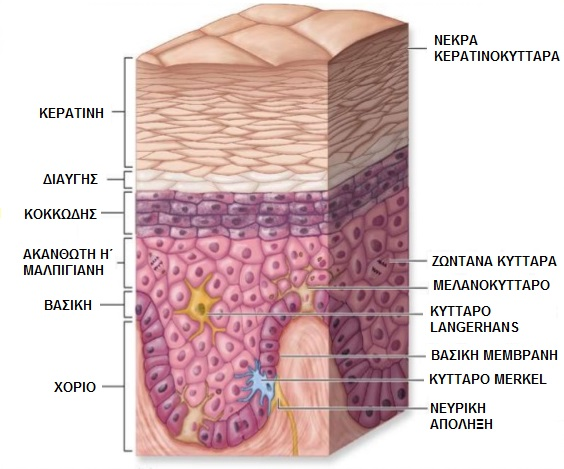 ΝΕΚΡΑ
ΚΕΡΑΤΙΝΟΚΥΤΤΑΡΑ
ΚΕΡΑΤΙΝΗ
ΔΙΑΥΓΗΣ
ΚΟΚΚΩΔΗΣ
ΑΚΑΝΘΩΤΗ Η΄
ΜΑΛΠΙΓΙΑΝΗ
ΒΑΣΙΚΗ
ΧΟΡΙΟ
ΖΩΝΤΑΝΑ ΚΥΤΤΑΡΑ
ΜΕΛΑΝΟΚΥΤΤΑΡΟ
ΚΥΤΤΑΡΟ
LANGERHANS
ΒΑΣΙΚΗ ΜΕΜΒΡΑΝΗ
ΚΥΤΤΑΡΟ MERKEL
ΝΕΥΡΙΚΗ
ΑΠΟΛΗΞΗ